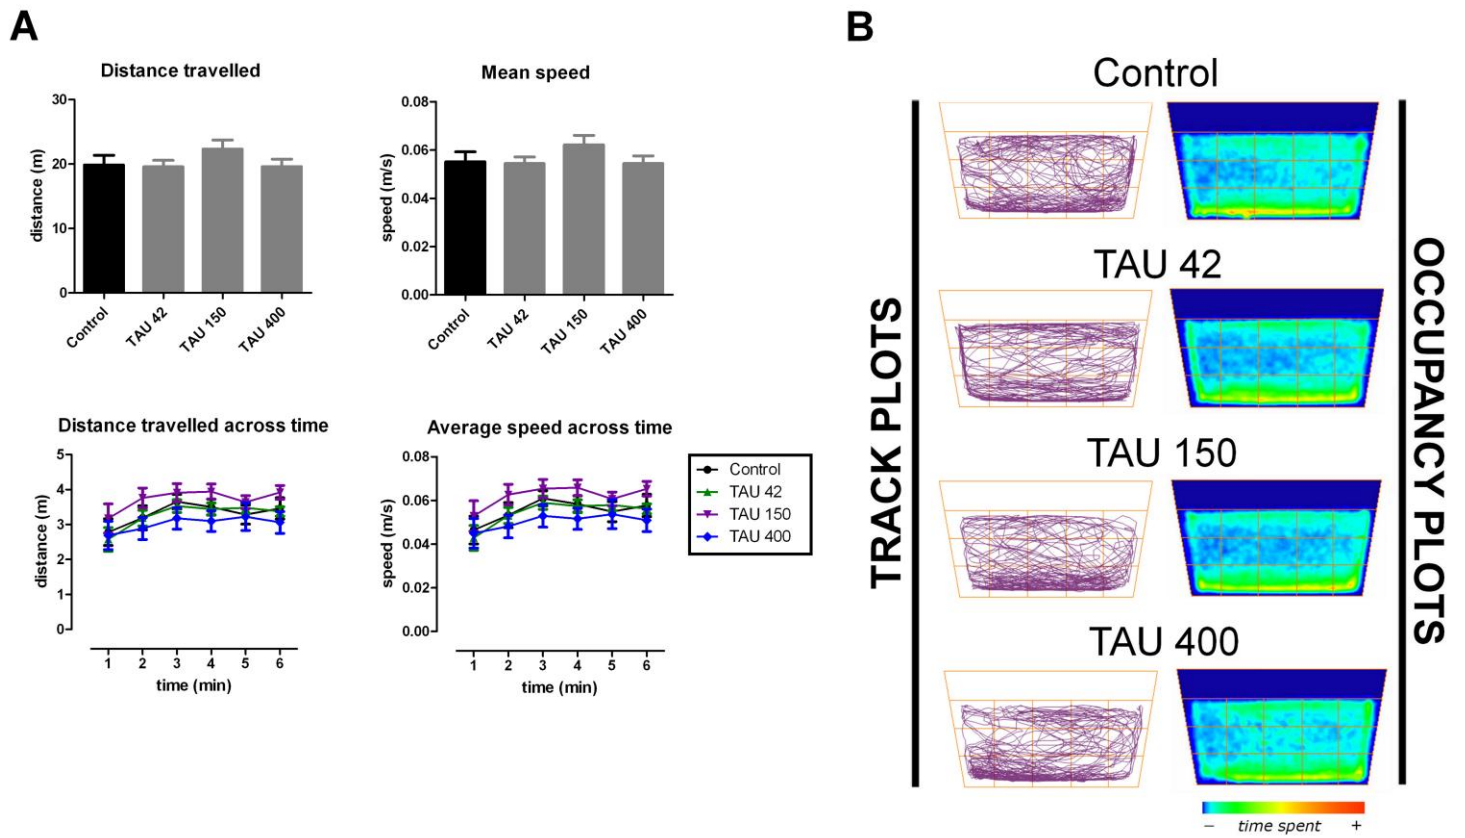 A
Distance travelled
30
20
10
0
distance (m)
Control
TAU 42
TAU 150
TAU 400
Mean speed
0.08
0.06
0.04
0.02
0.00
speed (m/s)
Control
TAU 42
TAU 150
TAU 400
Distance travelled across time
5
4
3
2
1
0
distance (m)
1 2 3 4 5 6
time (min)
Average speed across time
0.08
0.06
0.04
0.02
0.00
speed (m/s)
1 2 3 4 5 6
time (min)
Control
TAU 42
TAU 150
TAU 400
B
TRACK PLOTS
Control
TAU 42
TAU 150
TAU 400
OCCUPANCY PLOTS
– time spent +